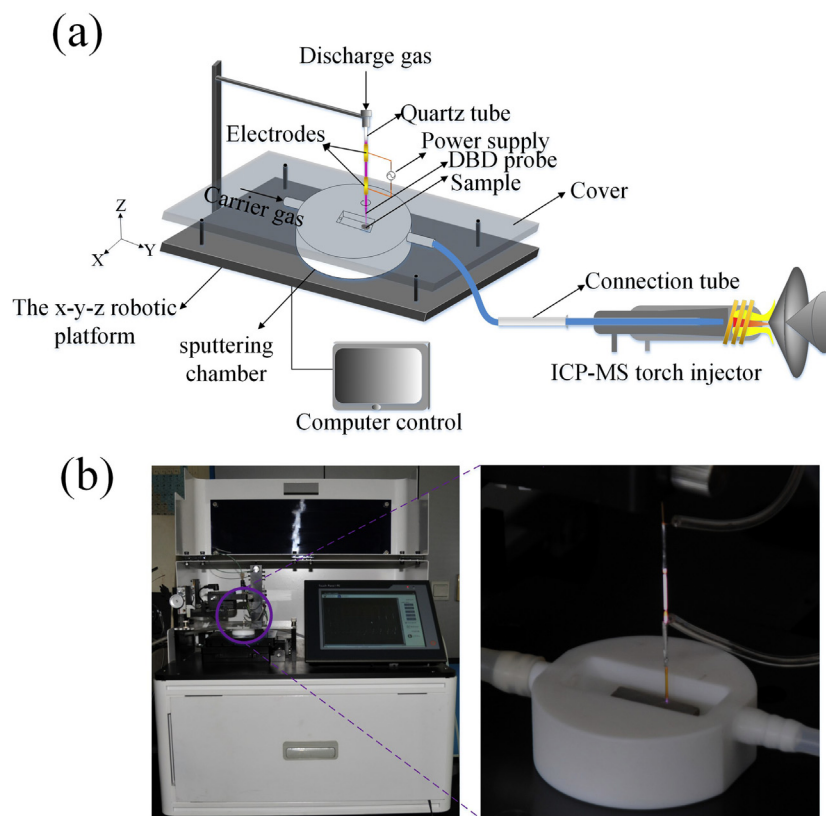 (a)
Discharge gas
Quartz tube
Electrodes
Power supply
DBD probe
Sample
Cover
Carrier gas
Z
X
Y
Connection tube
The x-y-z robotic
platform
sputtering
chamber
ICP-MS torch injector
Computer control
(b)